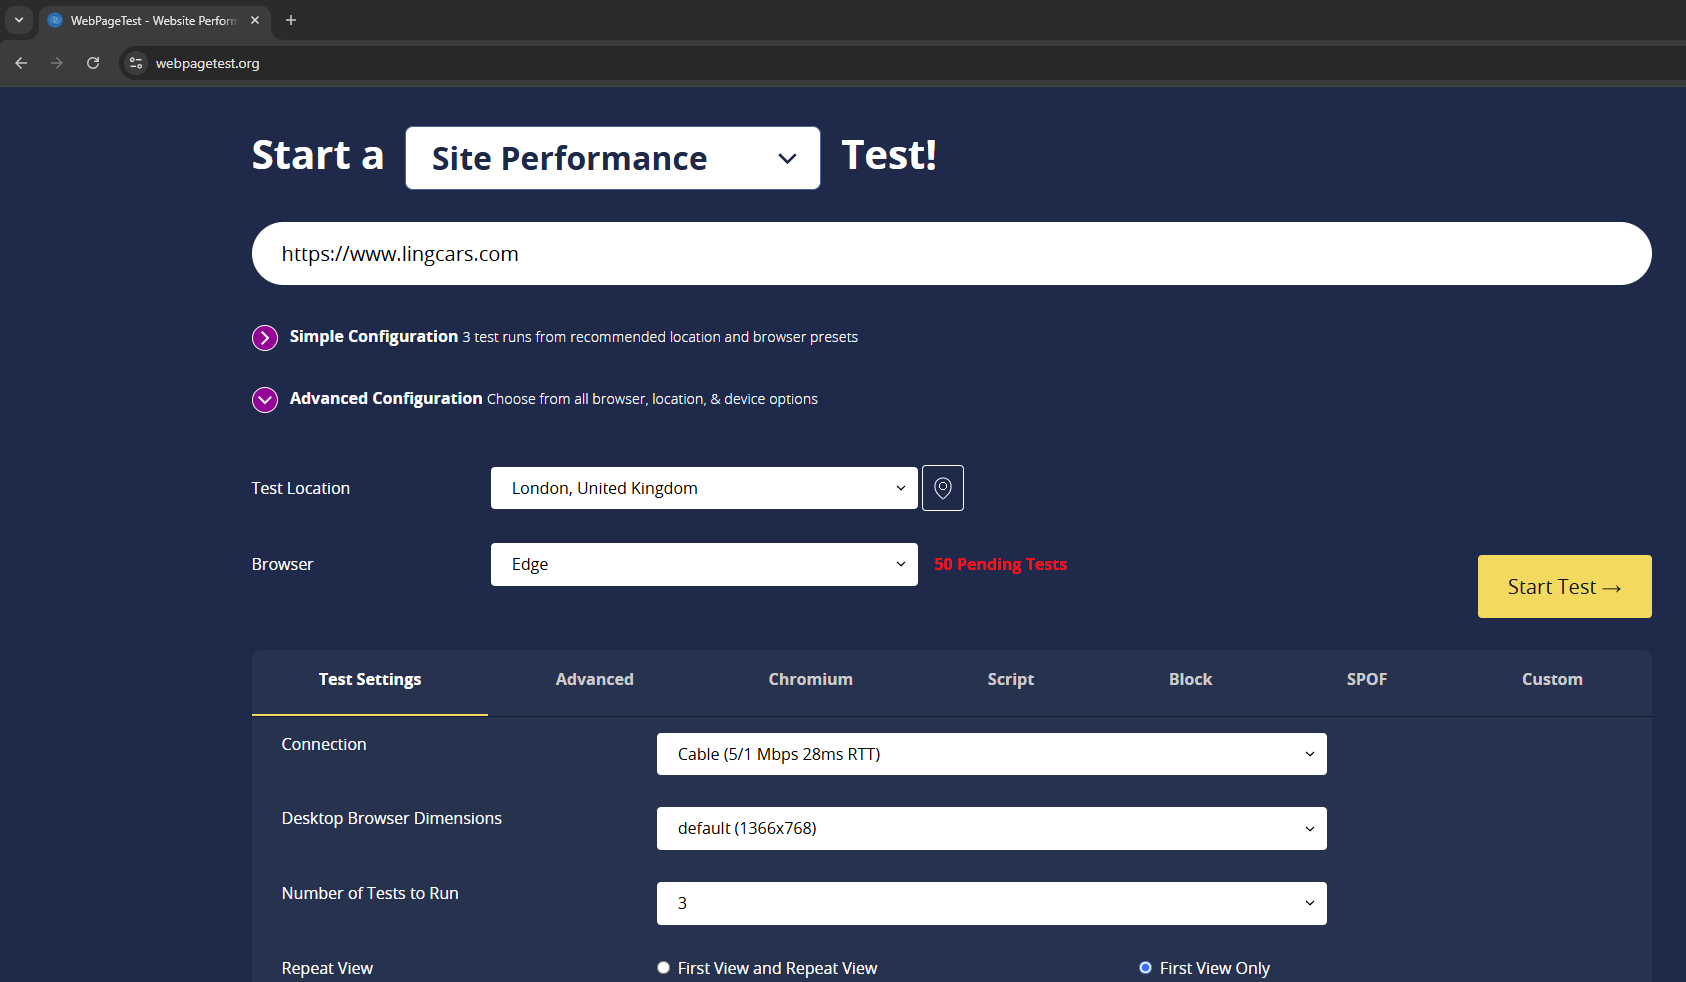 WebPageTest - Website Perform
webpagetest.org
Start a Site Performance Test!
https://www.lingcars.com
Simple Configuration 3 test runs from recommended location and browser presets
Advanced Configuration Choose from all browser, location, & device options
Test Location London, United Kingdom
Browser Edge 50 Pending Tests
Start Test →
Test Settings Advanced Chromium Script Block SPOF Custom
Connection Cable (5/1 Mbps 28ms RTT)
Desktop Browser Dimensions default (1366x768)
Number of Tests to Run 3
Repeat View First View and Repeat View First View Only